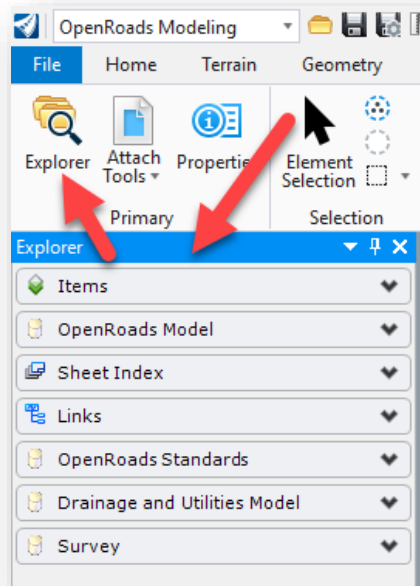 OpenRoads Modeling
File Home Terrain Geometry
Explorer Attach Tools Properties Element Selection
Primary Selection
Explorer
Items
OpenRoads Model
Sheet Index
Links
OpenRoads Standards
Drainage and Utilities Model
Survey